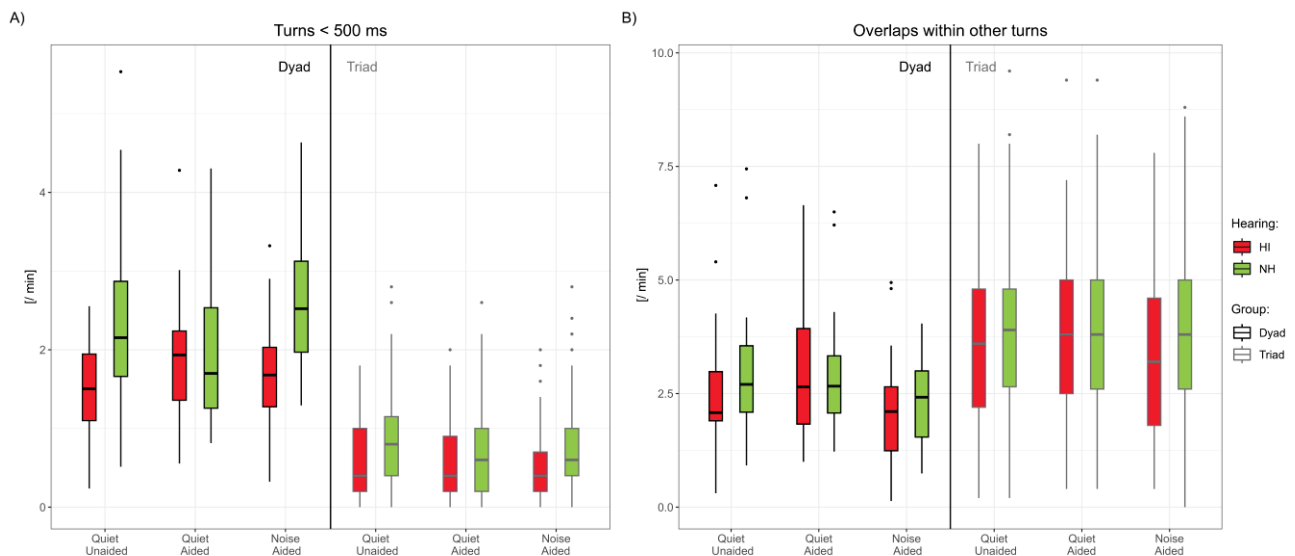 A)
Turns < 500 ms
Dyad
Triad
[/ min]
4
2
0
Quiet
Unaided
Quiet
Aided
Noise
Aided
Quiet
Unaided
Quiet
Aided
Noise
Aided
B)
Overlaps within other turns
Dyad
Triad
[/ min]
10.0
7.5
5.0
2.5
0.0
Quiet
Unaided
Quiet
Aided
Noise
Aided
Quiet
Unaided
Quiet
Aided
Noise
Aided
Hearing:
HI
NH
Group:
Dyad
Triad